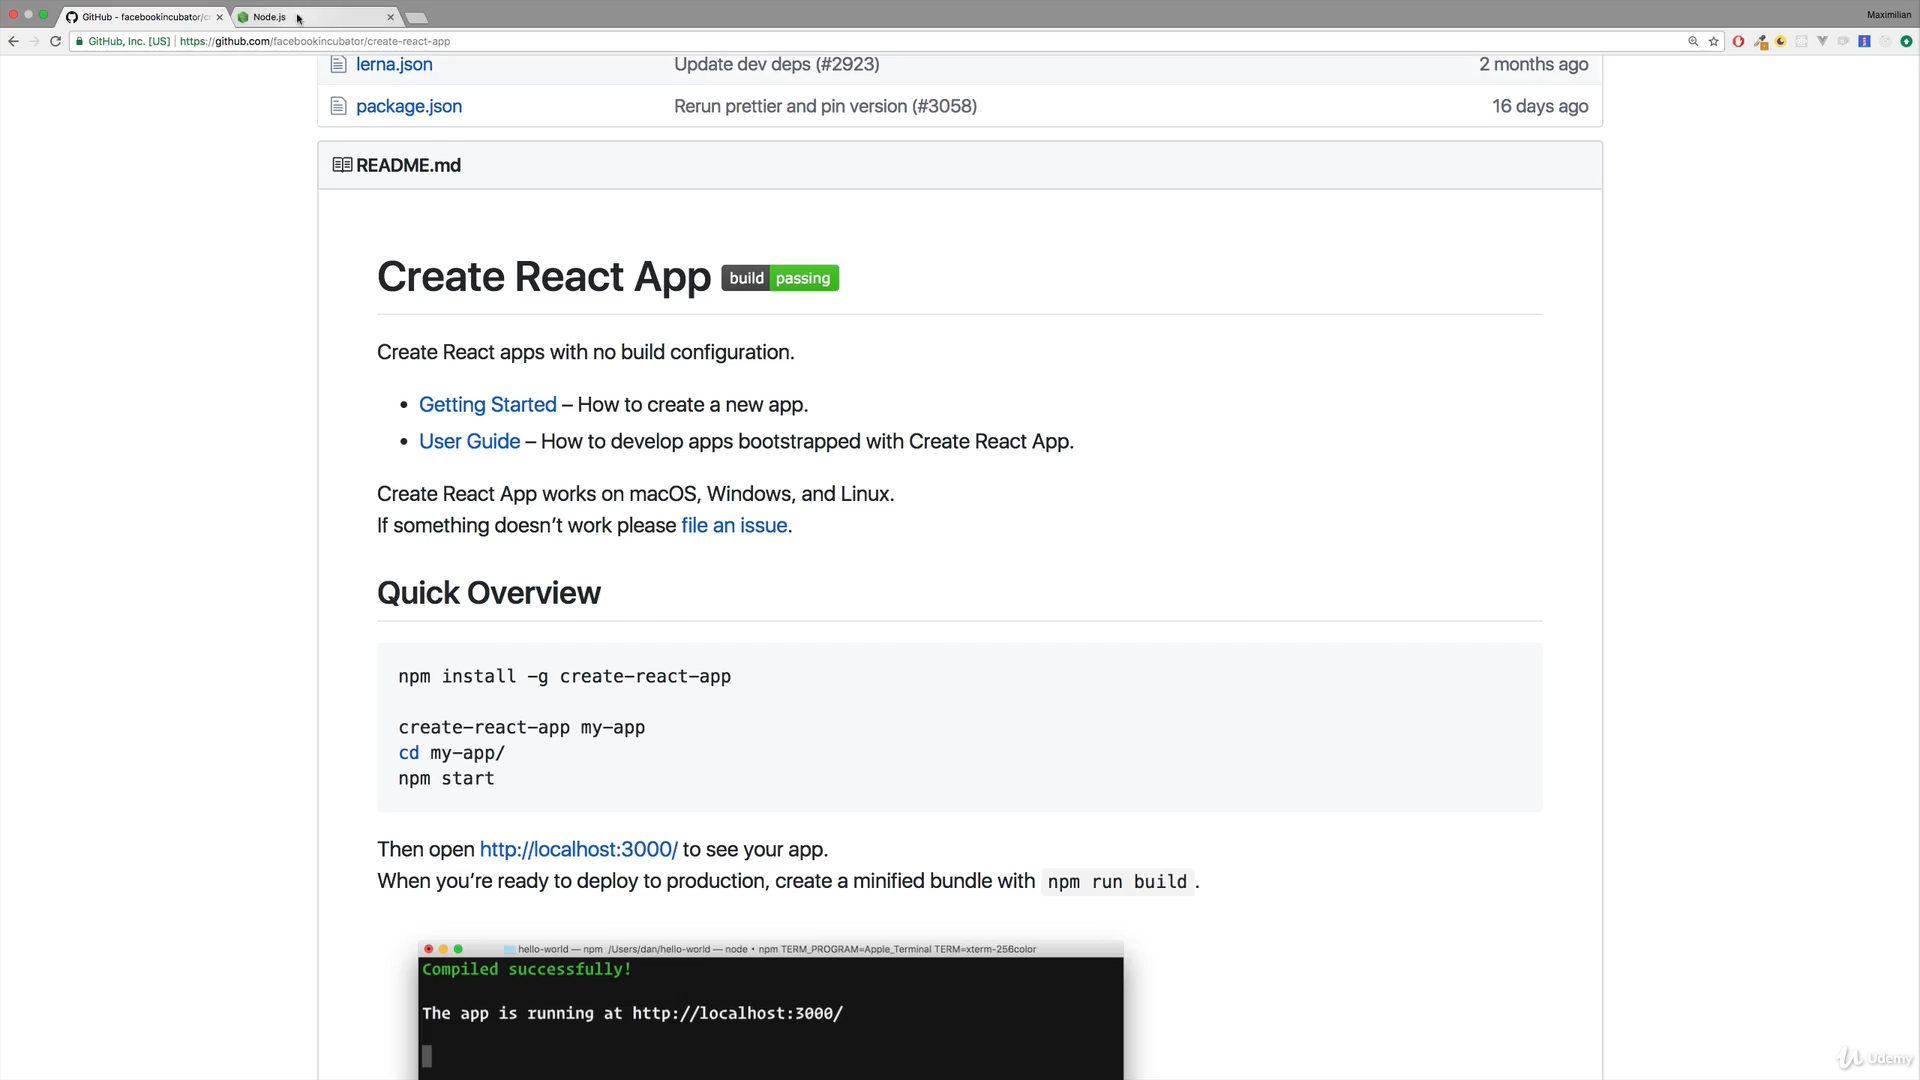 GitHub - facebookincubator/c
Node.js
Maximilian
GitHub, Inc. [US]
https://github.com/facebookincubator/create-react-app
lerna.json
Update dev deps (#2923)
2 months ago
package.json
Rerun prettier and pin version (#3058)
16 days ago
README.md
Create React App
build passing
Create React apps with no build configuration.
• Getting Started – How to create a new app.
• User Guide – How to develop apps bootstrapped with Create React App.
Create React App works on macOS, Windows, and Linux.
If something doesn’t work please file an issue.
Quick Overview
npm install -g create-react-app
create-react-app my-app
cd my-app/
npm start
Then open http://localhost:3000/ to see your app.
When you’re ready to deploy to production, create a minified bundle with npm run build.
hello-world — npm /Users/dan/hello-world — node • npm TERM_PROGRAM=Apple_Terminal TERM=xterm-256color
Compiled successfully!
The app is running at http://localhost:3000/
Udemy